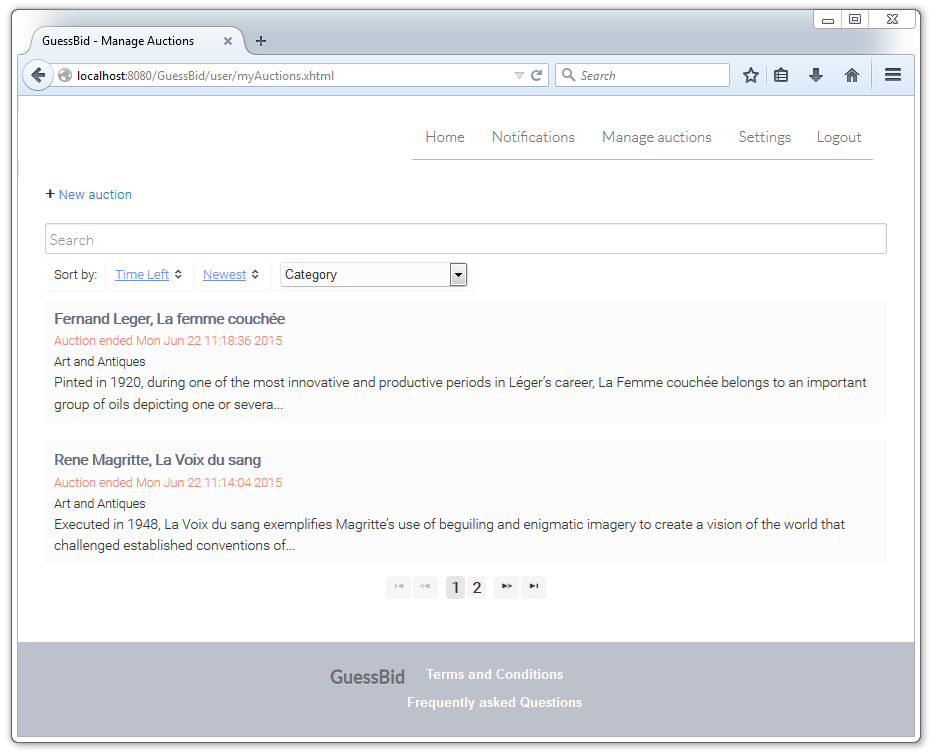 GuessBid - Manage Auctions
localhost:8080/GuessBid/user/myAuctions.xhtml
Search
Home Notifications Manage auctions Settings Logout
+ New auction
Search
Sort by: Time Left Newest Category
Fernand Leger, La femme couchée
Auction ended Mon Jun 22 11:18:36 2015
Art and Antiques
Pinted in 1920, during one of the most innovative and productive periods in Léger's career, La Femme couchée belongs to an important
group of oils depicting one or severa...
Rene Magritte, La Voix du sang
Auction ended Mon Jun 22 11:14:04 2015
Art and Antiques
Executed in 1948, La Voix du sang exemplifies Magritte's use of beguiling and enigmatic imagery to create a vision of the world that
challenged established conventions of...
1 2
GuessBid Terms and Conditions
Frequently asked Questions